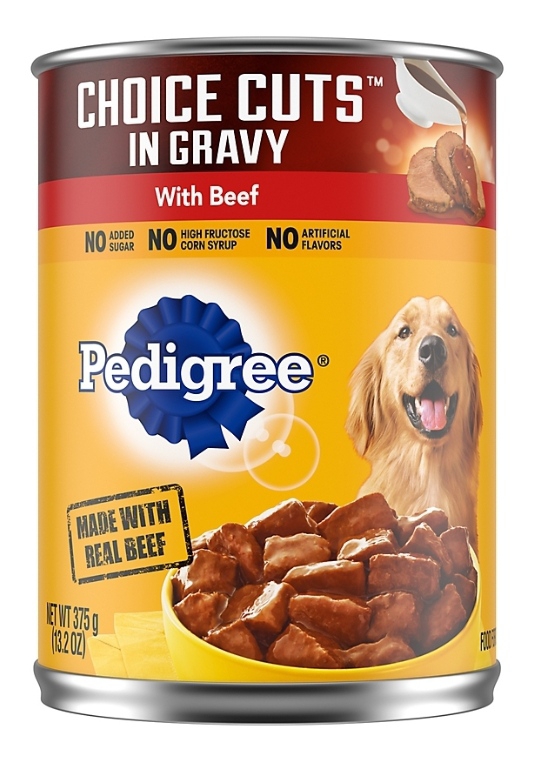 CHOICE CUTS™
IN GRAVY
With Beef
NO ADDED SUGAR
NO HIGH FRUCTOSE CORN SYRUP
NO ARTIFICIAL FLAVORS
Pedigree®
MADE WITH
REAL BEEF
NET WT 375 g
(13.2 OZ)
FOOD